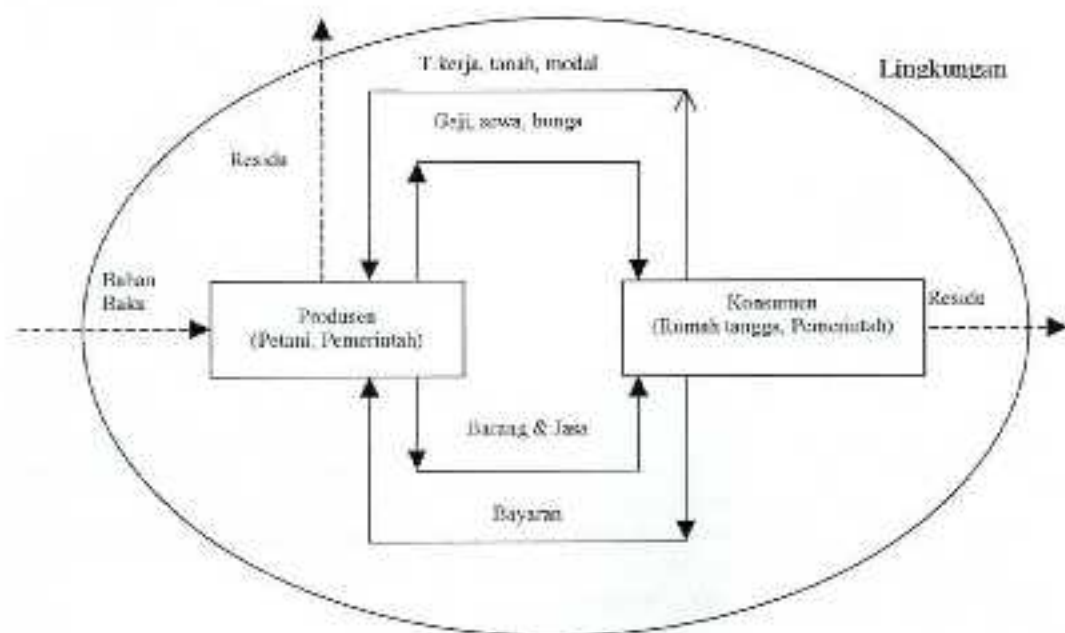 T kerja, tanah, modal
Lingkungan
Gaji, sewa, bunga
Residu
Bahan
Baku
Produsen
(Petani, Pemerintah)
Konsumen
(Rumah tangga, Pemerintah)
Residu
Barang & Jasa
Bayaran